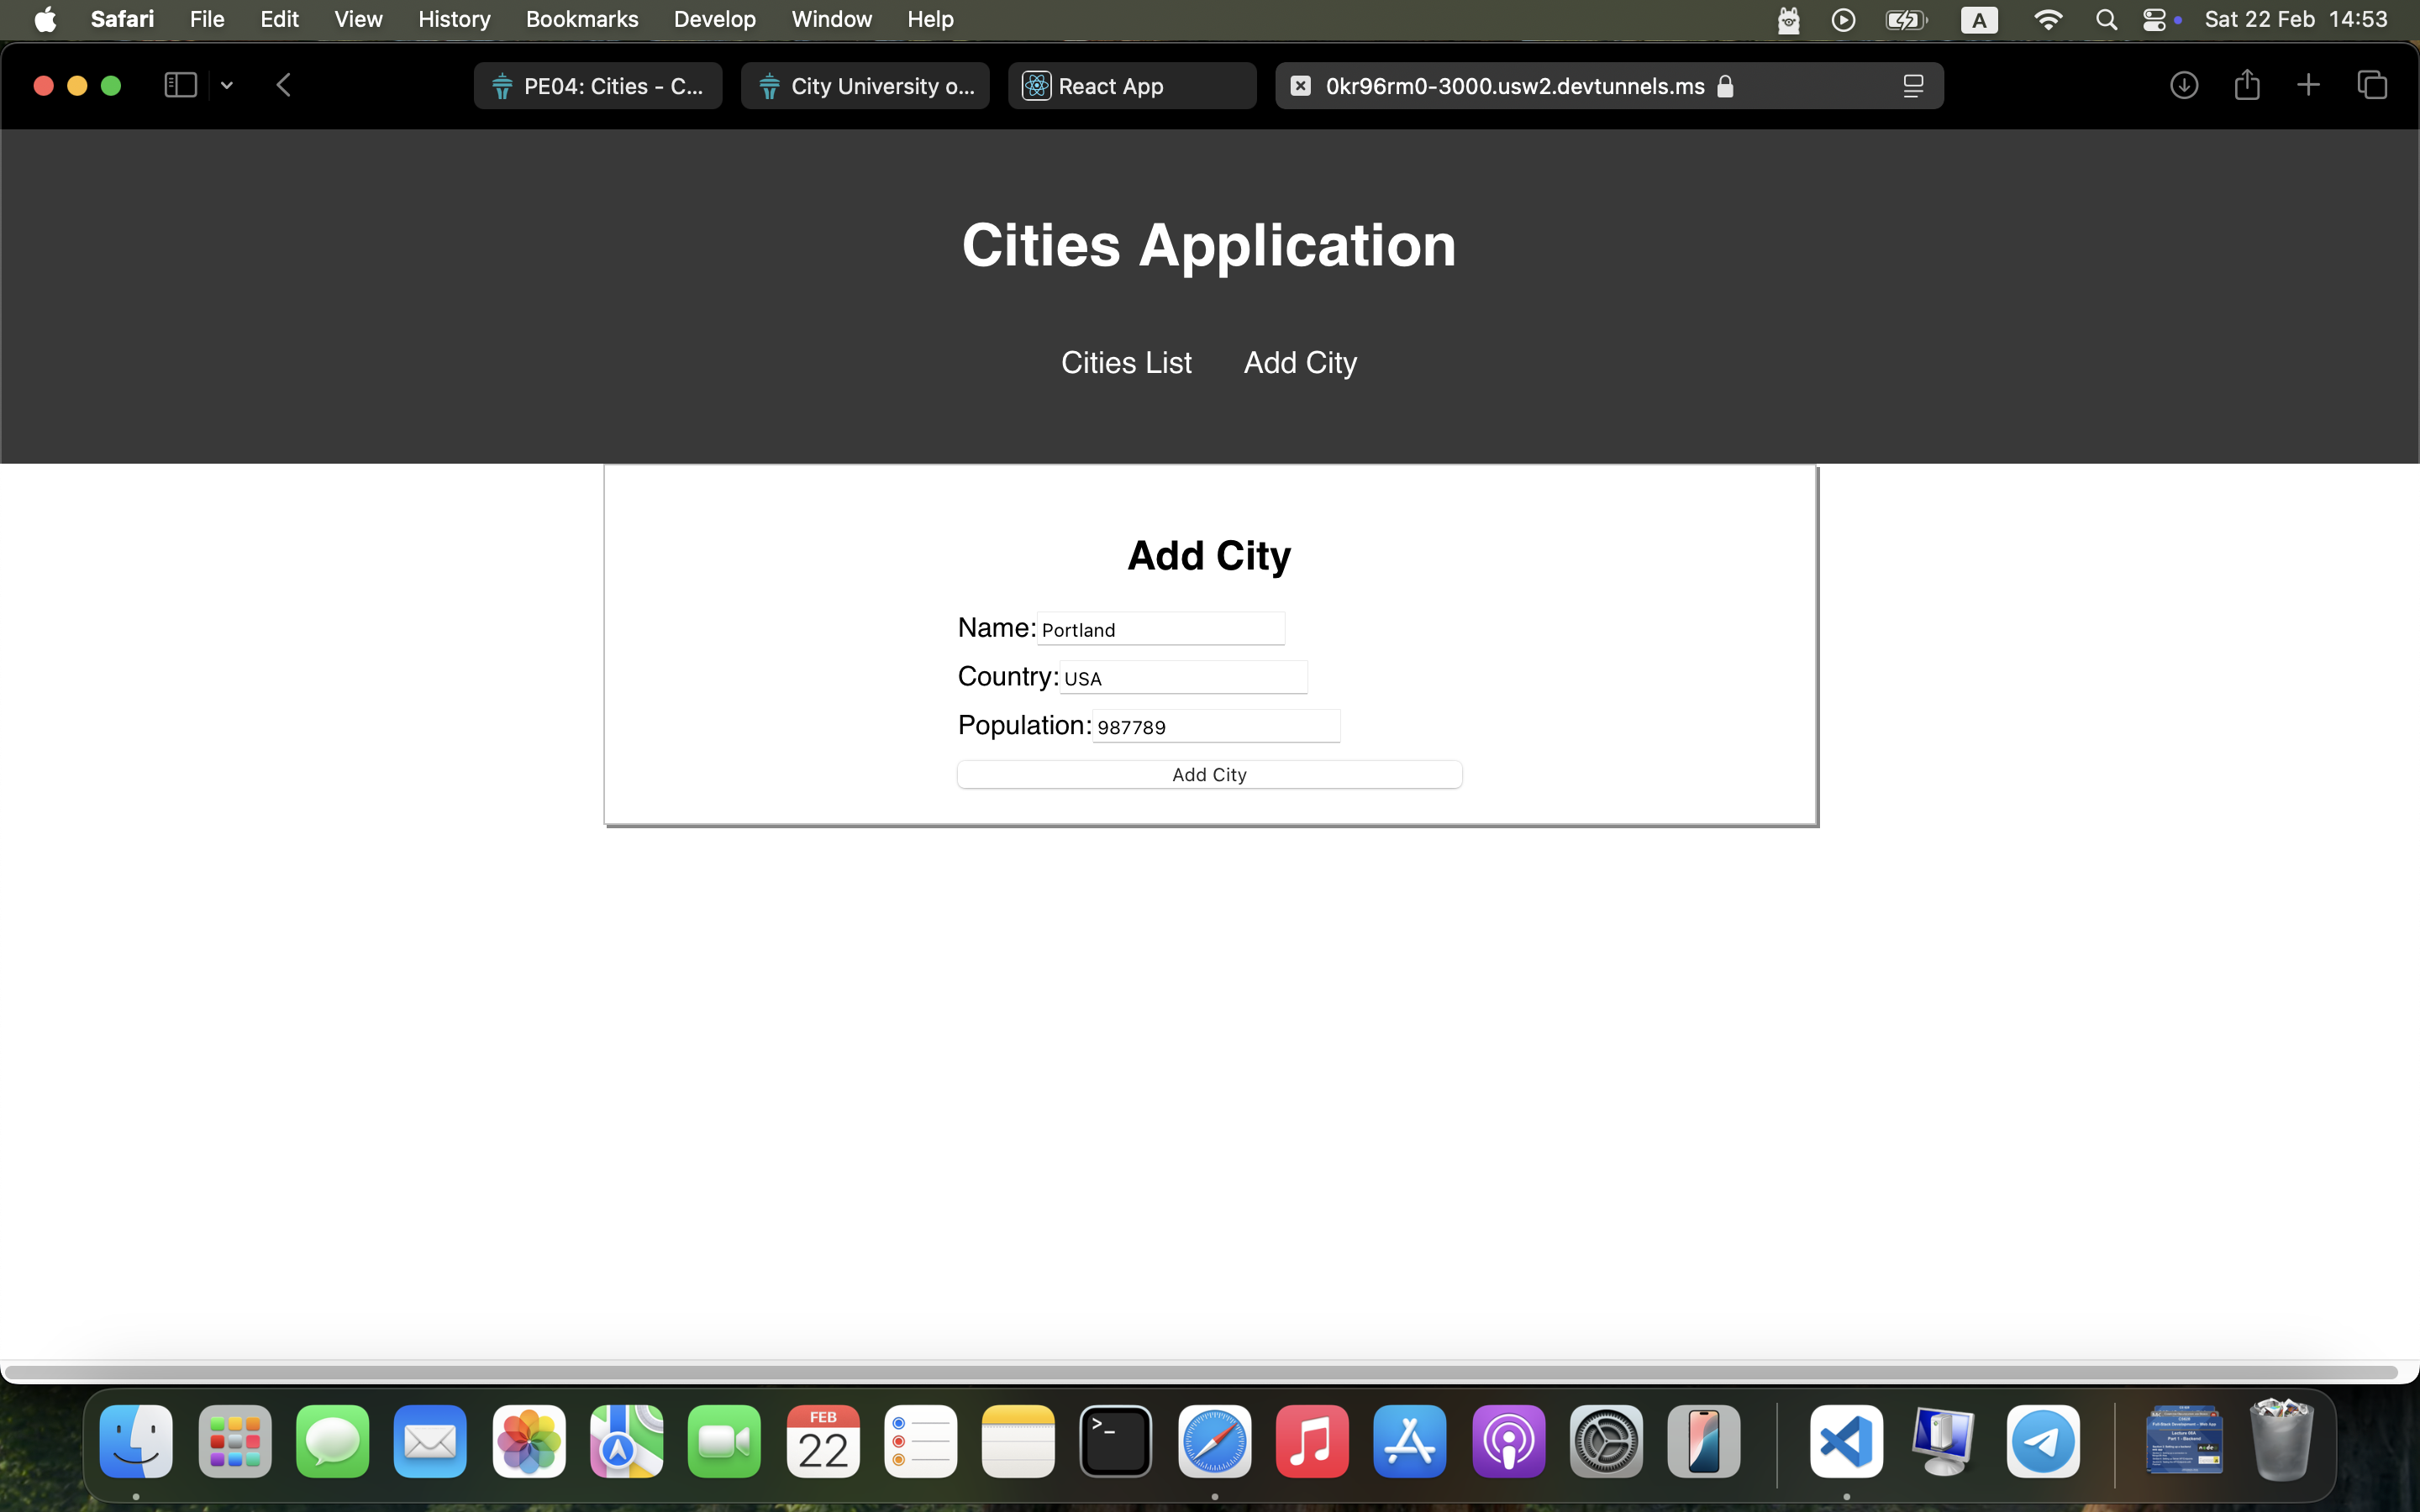 Safari File Edit View History Bookmarks Develop Window Help A Sat 22 Feb 14:53
PE04: Cities - C... City University o... React App 0kr96rm0-3000.usw2.devtunnels.ms
Cities Application
Cities List Add City
Add City
Name: Portland
Country: USA
Population: 987789
Add City
FEB
22